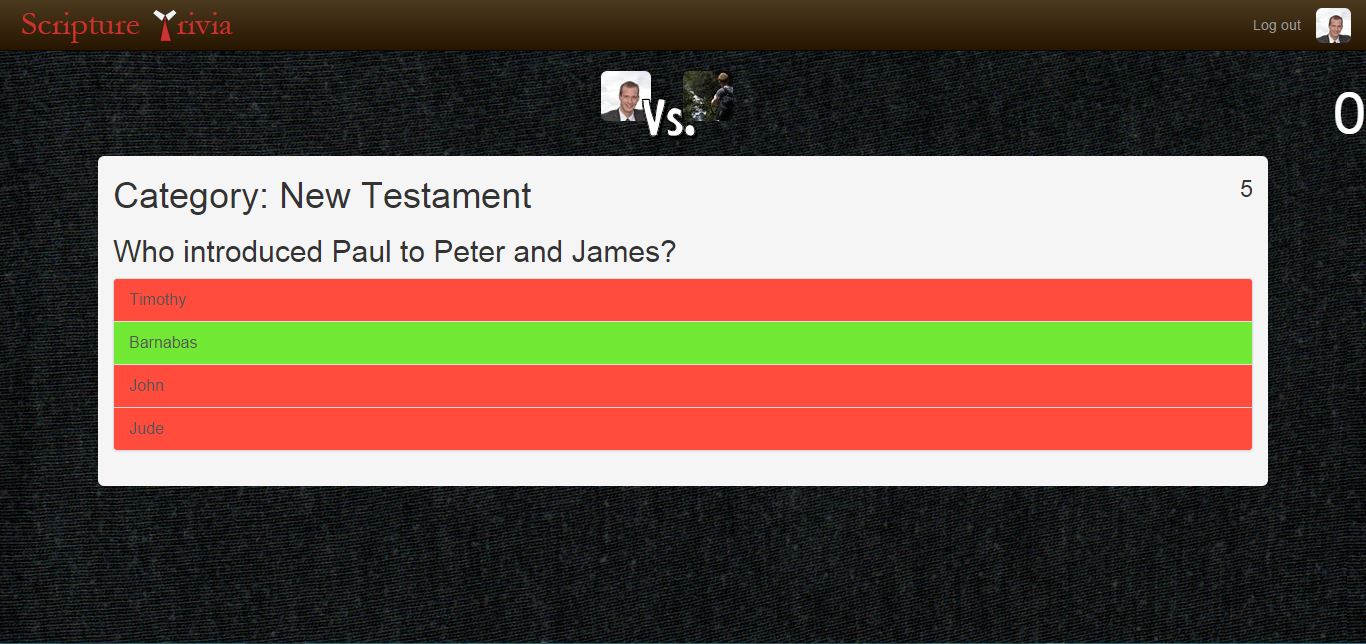 Scripture Trivia
Log out
Vs.
0
Category: New Testament
5
Who introduced Paul to Peter and James?
Timothy
Barnabas
John
Jude